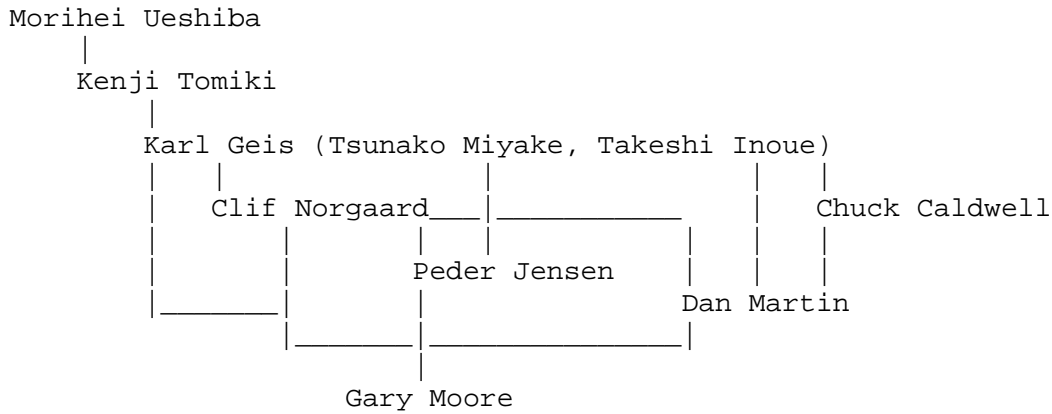 Morihei Ueshiba
Kenji Tomiki
Karl Geis (Tsunako Miyake, Takeshi Inoue)
Clif Norgaard Chuck Caldwell
Peder Jensen
Dan Martin
Gary Moore